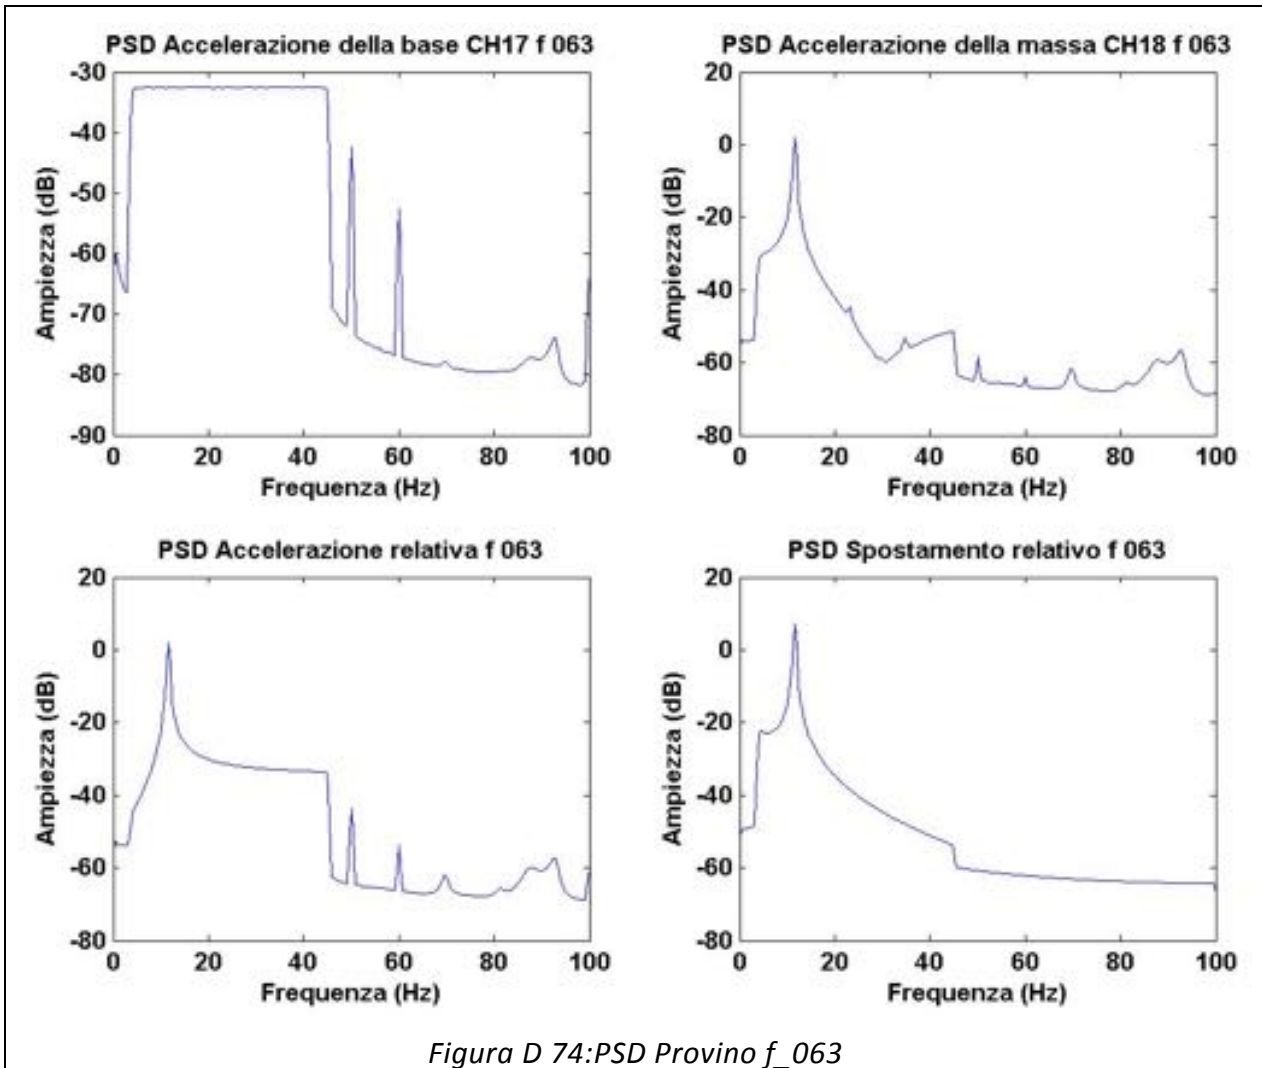 PSD Accelerazione della base CH17 f 063
-30
-40
-50
-60
-70
-80
-90
Ampiezza (dB)
0 20 40 60 80 100
Frequenza (Hz)
PSD Accelerazione della massa CH18 f 063
20
0
-20
-40
-60
-80
Ampiezza (dB)
0 20 40 60 80 100
Frequenza (Hz)
PSD Accelerazione relativa f 063
20
0
-20
-40
-60
-80
Ampiezza (dB)
0 20 40 60 80 100
Frequenza (Hz)
PSD Spostamento relativo f 063
20
0
-20
-40
-60
-80
Ampiezza (dB)
0 20 40 60 80 100
Frequenza (Hz)
Figura D 74:PSD Provino f_063